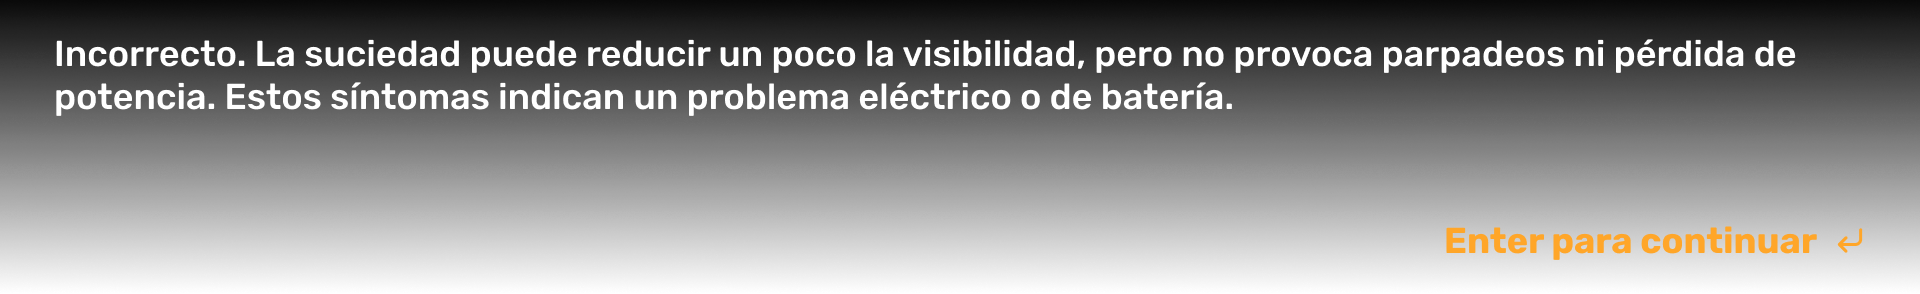 Incorrecto. La suciedad puede reducir un poco la visibilidad, pero no provoca parpadeos ni pérdida de
potencia. Estos síntomas indican un problema eléctrico o de batería.
Enter para continuar